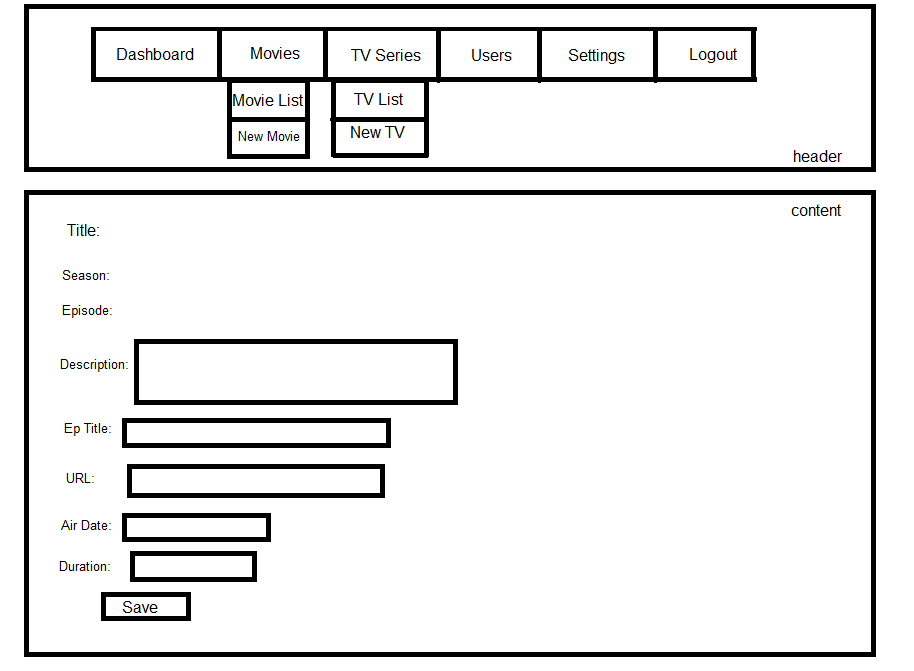 Dashboard Movies TV Series Users Settings Logout
Movie List TV List
New Movie New TV
header
content
Title:
Season:
Episode:
Description:
Ep Title:
URL:
Air Date:
Duration:
Save